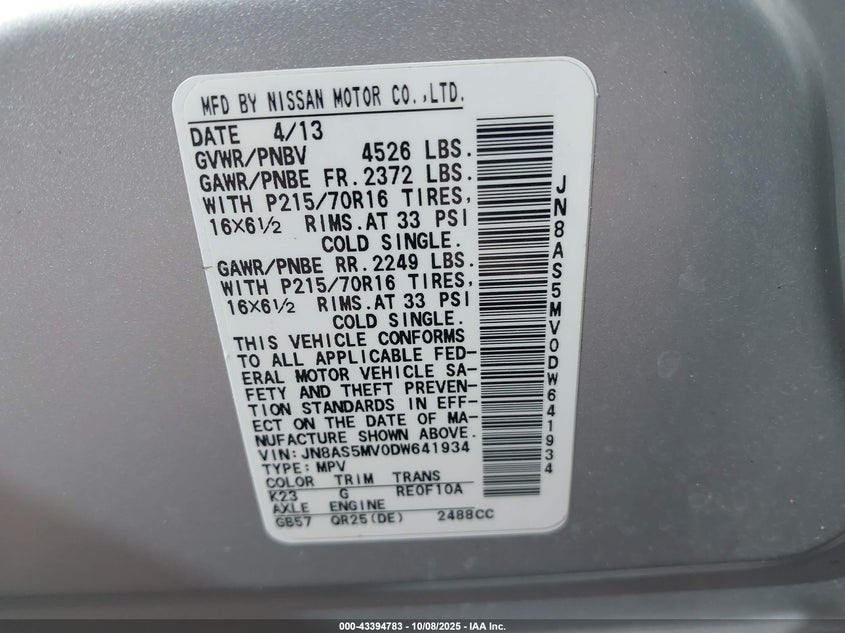 MFD BY NISSAN MOTOR CO.,LTD.
DATE 4/13
GVWR/PNBV 4526 LBS.
GAWR/PNBE FR.2372 LBS.
WITH P215/70R16 TIRES,
16X6½ RIMS.AT 33 PSI
COLD SINGLE.
GAWR/PNBE RR.2249 LBS.
WITH P215/70R16 TIRES,
16X6½ RIMS.AT 33 PSI
COLD SINGLE.
THIS VEHICLE CONFORMS
TO ALL APPLICABLE FED-
ERAL MOTOR VEHICLE SA-
FETY AND THEFT PREVEN-
TION STANDARDS IN EFF-
ECT ON THE DATE OF MA-
NUFACTURE SHOWN ABOVE.
VIN:JN8AS5MV0DW641934
TYPE:MPV
COLOR TRIM TRANS
K23 G RE0F10A
AXLE ENGINE
GB57 QR25(DE) 2488CC
JN8AS5MV0DW641934
000-43394783 - 10/08/2025 - IAA Inc.